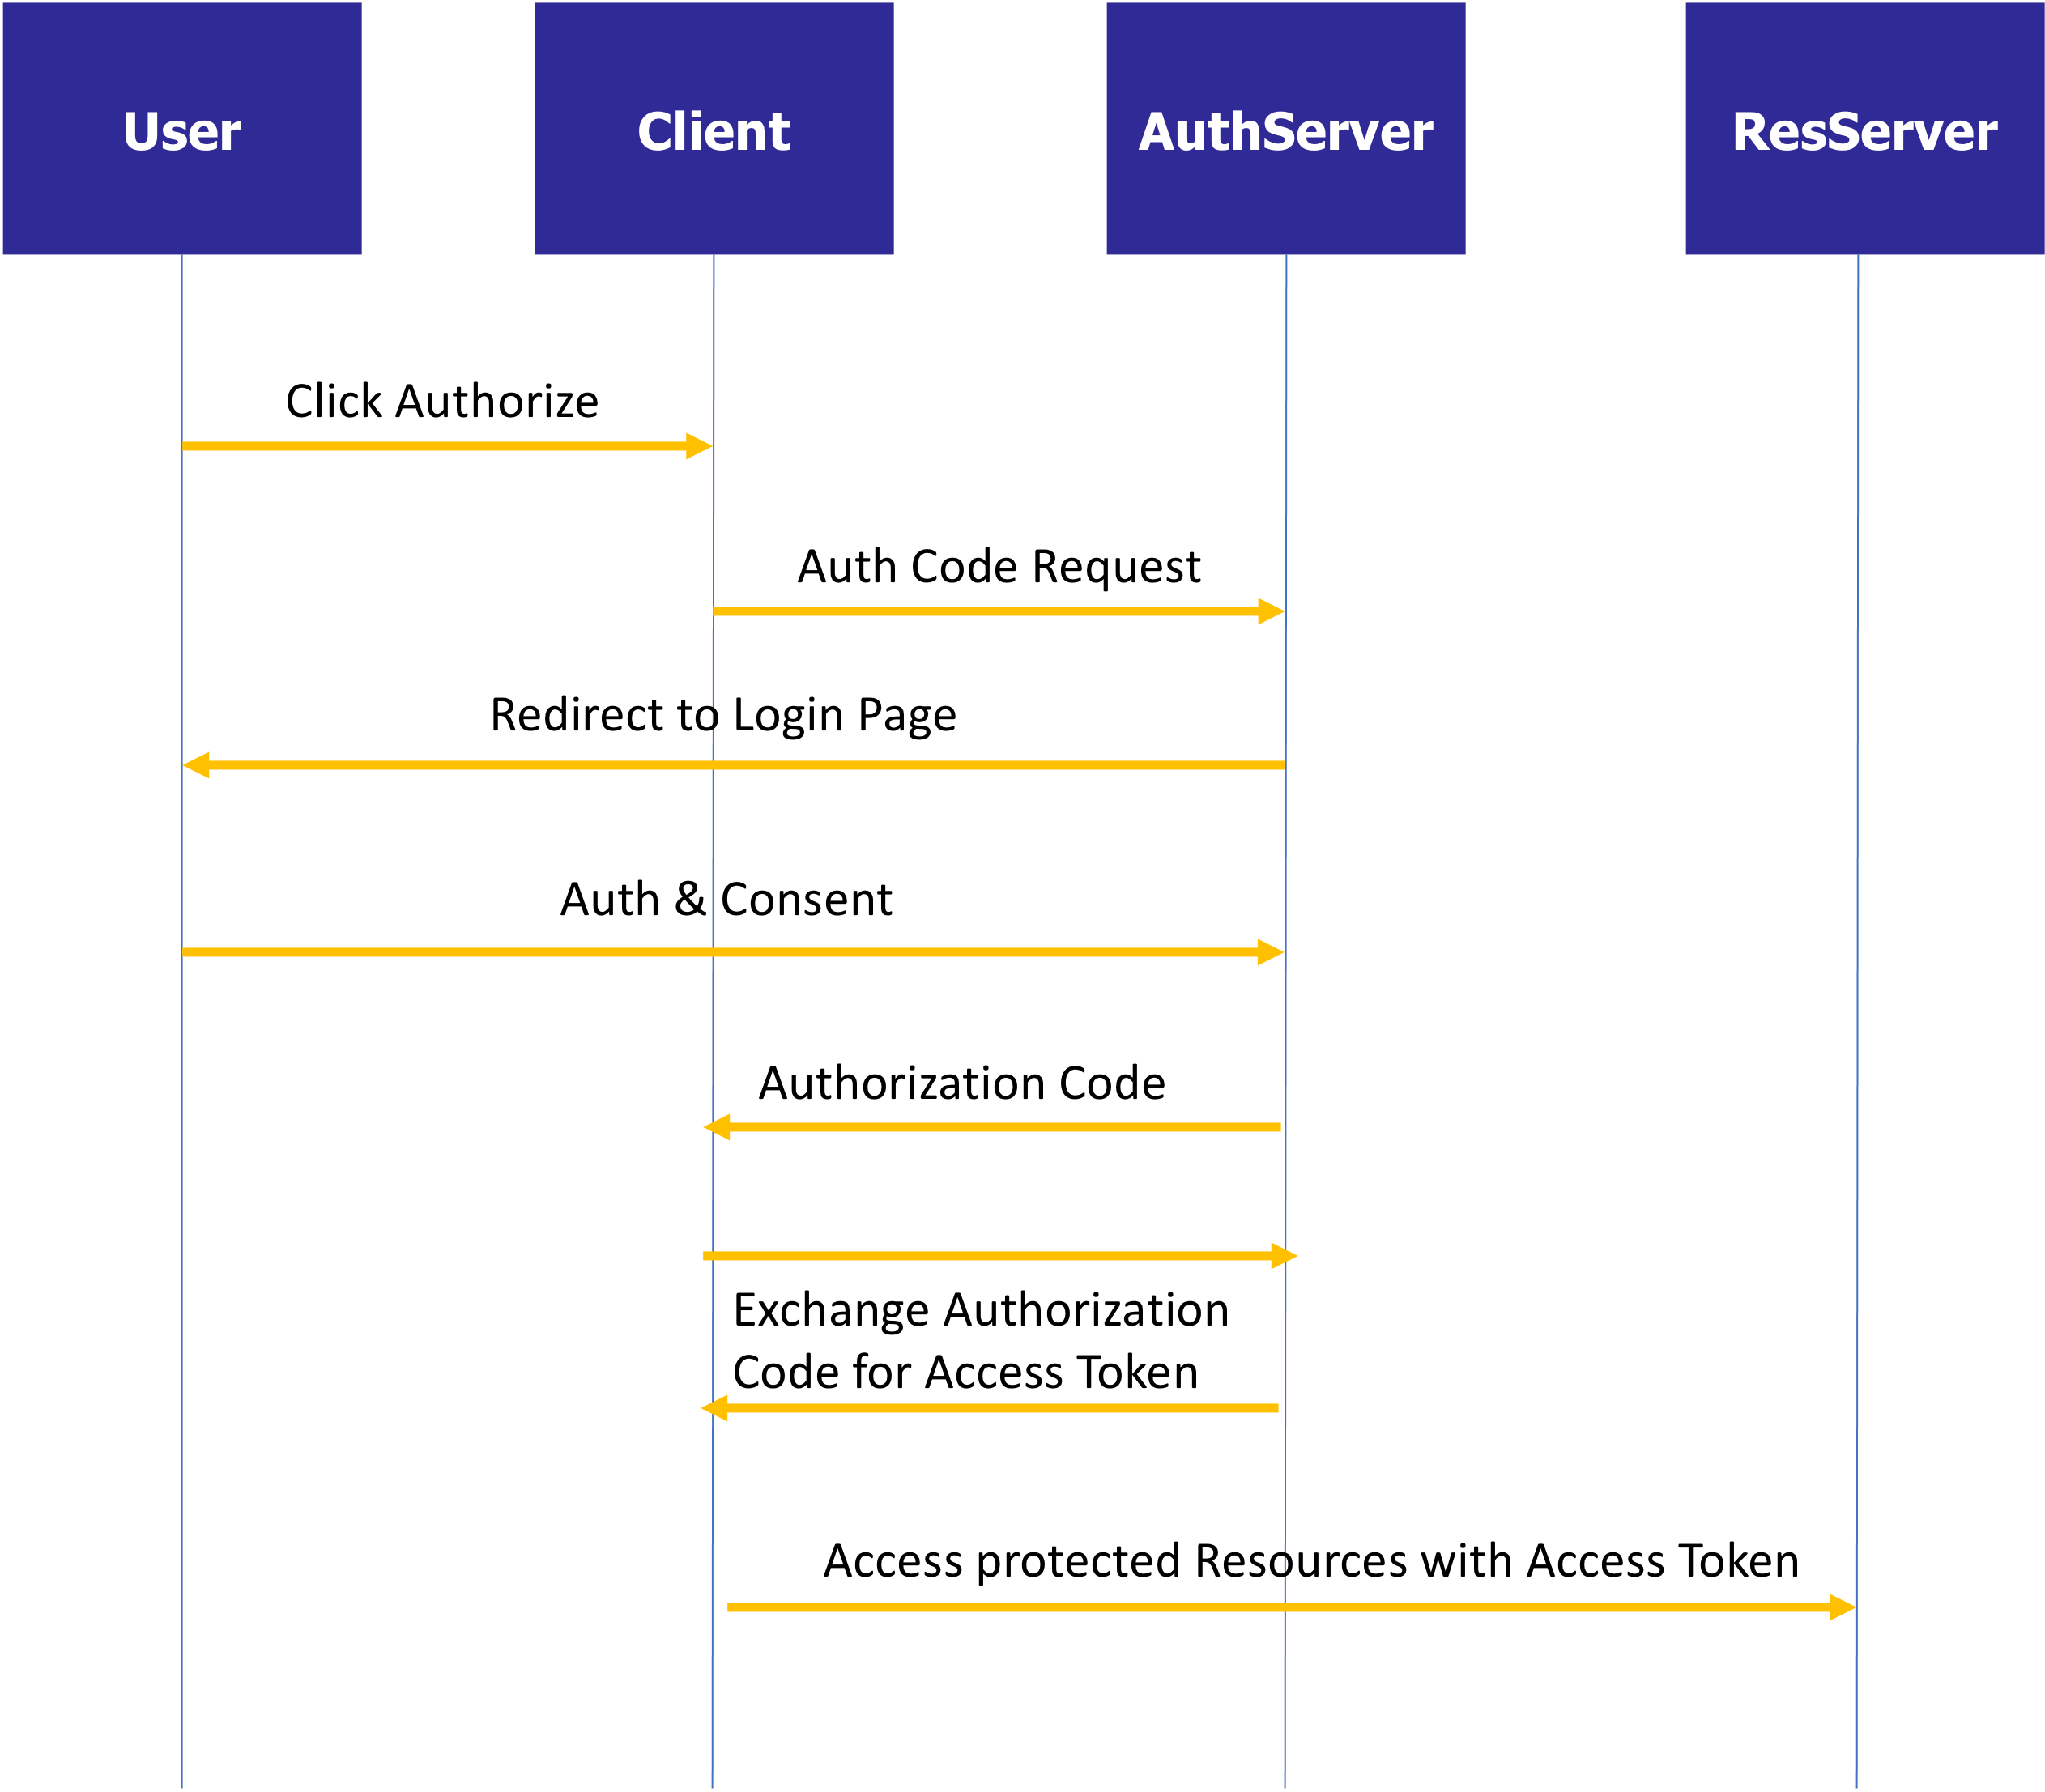 User
Client
AuthServer
ResServer
Click Authorize
Auth Code Request
Redirect to Login Page
Auth & Consent
Authorization Code
Exchange Authorization
Code for Access Token
Access protected Resources with Access Token